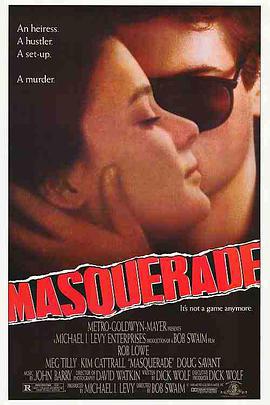 An heiress.
A hustler.
A set-up.
A murder.
MASQUERADE
It's not a game anymore.
METRO-GOLDWYN-MAYER
PRESENTS
A MICHAEL I. LEVY ENTERPRISES PRODUCTION OF A BOB SWAIM FILM
ROB LOWE
MEG TILLY KIM CATTRALL "MASQUERADE" DOUG SAVANT
MUSIC BY JOHN BARRY DIRECTOR OF PHOTOGRAPHY DAVID WATKIN WRITTEN BY DICK WOLF DICK WOLF
PRODUCED BY MICHAEL I. LEVY DIRECTED BY BOB SWAIM
R